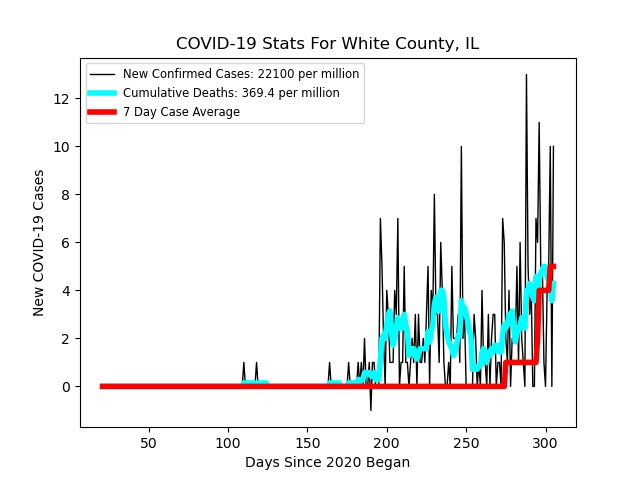 COVID-19 Stats For White County, IL
New Confirmed Cases: 22100 per million
Cumulative Deaths: 369.4 per million
7 Day Case Average
12
10
8
6
4
2
0
New COVID-19 Cases
50 100 150 200 250 300
Days Since 2020 Began